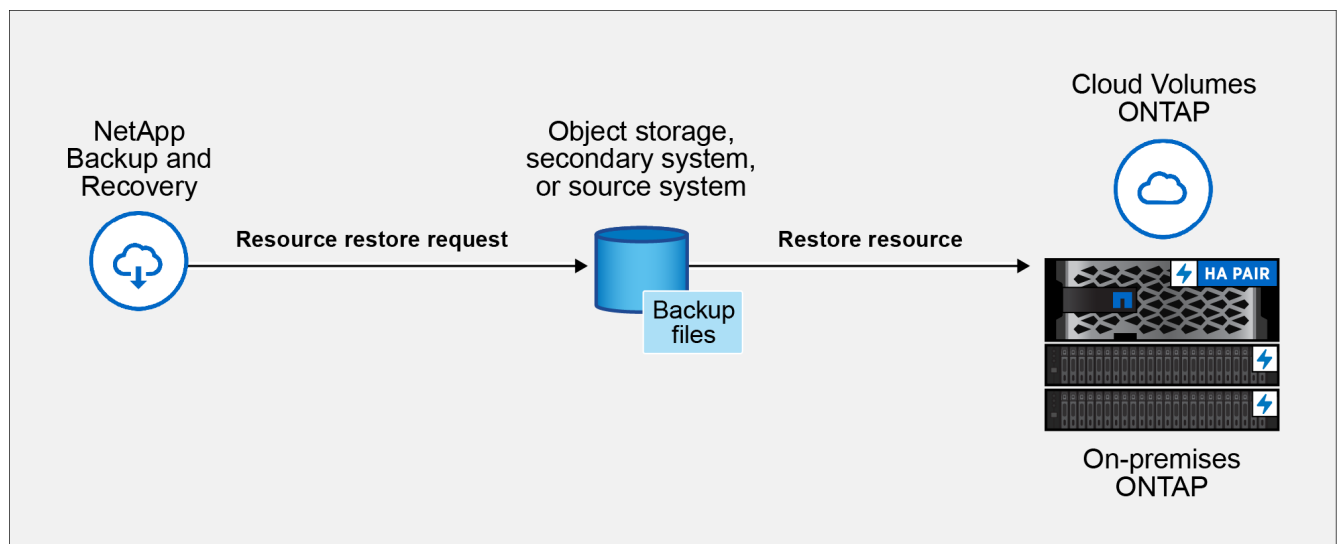 NetApp
Backup and
Recovery
Resource restore request
Object storage,
secondary system,
or source system
Backup
files
Restore resource
Cloud Volumes
ONTAP
HA PAIR
On-premises
ONTAP